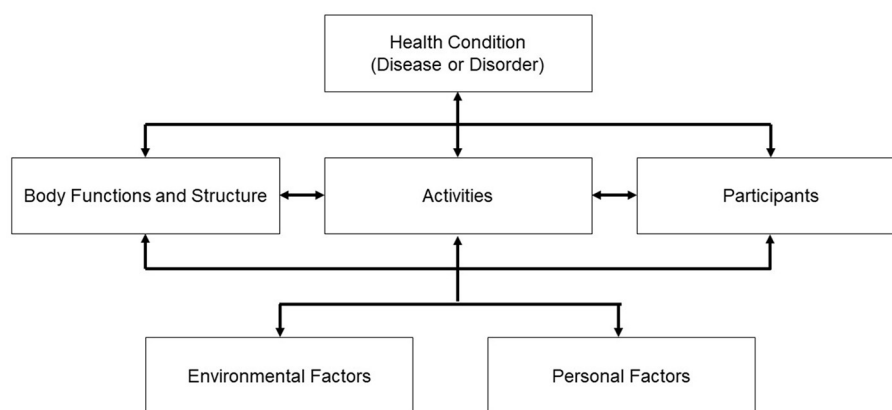 Health Condition
(Disease or Disorder)
Body Functions and Structure
Activities
Participants
Environmental Factors
Personal Factors